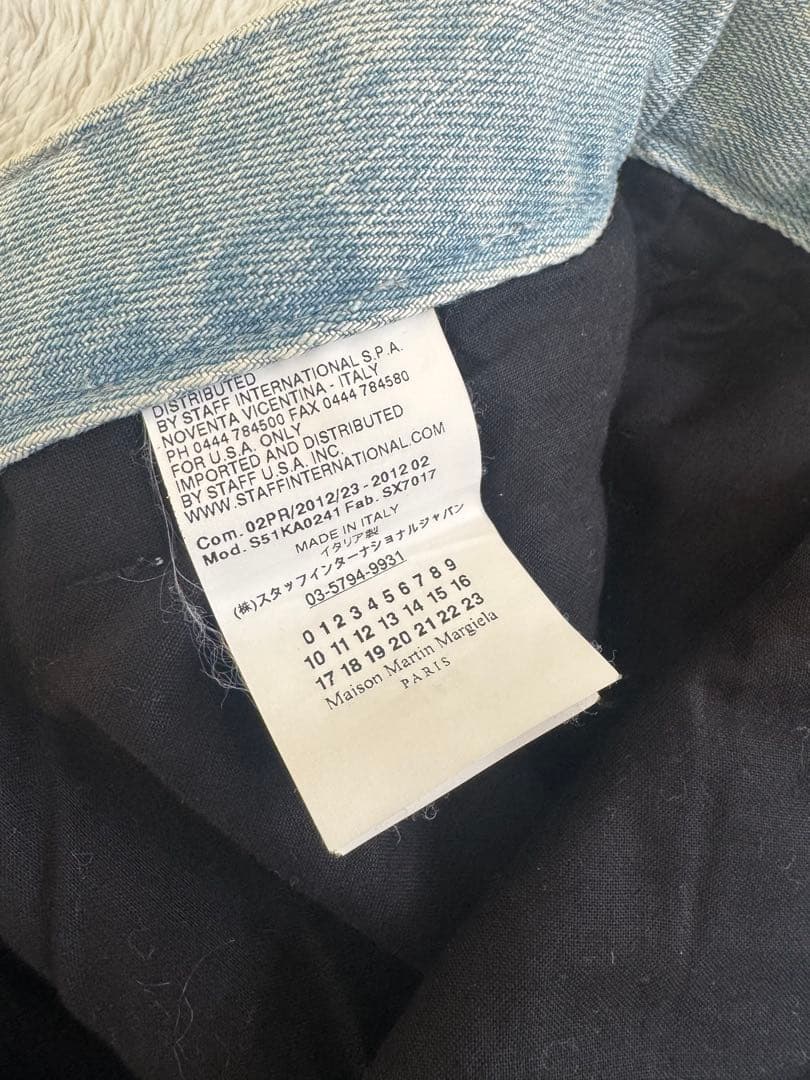 DISTRIBUTED
BY STAFF INTERNATIONAL S.P.A.
NOVENTA VICENTINA - ITALY
PH 0444 784500 FAX 0444 784580
FOR U.S.A. ONLY
IMPORTED AND DISTRIBUTED
BY STAFF U.S.A. INC.
WWW.STAFFINTERNATIONAL.COM
Com. 02PR/2012/23 - 2012 02
Mod. S51KA0241 Fab. SX7017
MADE IN ITALY
イタリア製
(株)スタッフインターナショナルジャパン
03-5794-9931
0 1 2 3 4 5 6 7 8 9
10 11 12 13 14 15 16
17 18 19 20 21 22 23
Maison Martin Margiela
PARIS